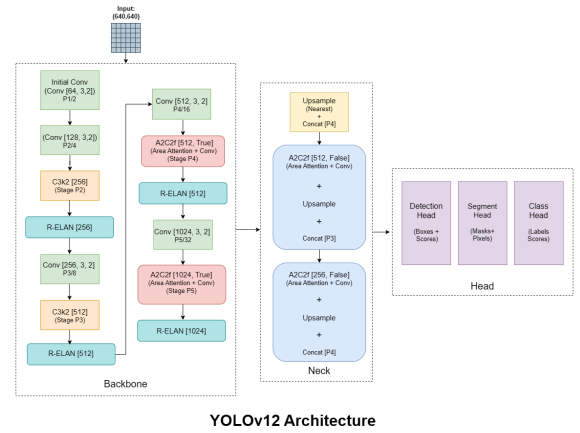 Input:
(640,640)
Initial Conv
(Conv [64, 3,2])
P1/2
(Conv [128, 3,2])
P2/4
C3k2 [256]
(Stage P2)
R-ELAN [256]
Conv [256, 3, 2]
P3/8
C3k2 [512]
(Stage P3)
R-ELAN [512]
Conv [512, 3, 2]
P4/16
A2C2f [512, True]
(Area Attention + Conv)
(Stage P4)
R-ELAN [512]
Conv [1024, 3, 2]
P5/32
A2C2f [1024, True]
(Area Attention + Conv)
(Stage P5)
R-ELAN [1024]
Backbone
Upsample
(Nearest)
+
Concat [P4]
A2C2f [512, False]
(Area Attention + Conv)
+
Upsample
+
Concat [P3]
A2C2f [256, False]
(Area Attention + Conv)
+
Upsample
+
Concat [P4]
Neck
Detection
Head
(Boxes +
Scores)
Segment
Head
(Masks+
Pixels)
Class
Head
(Labels
Scores)
Head
YOLOv12 Architecture